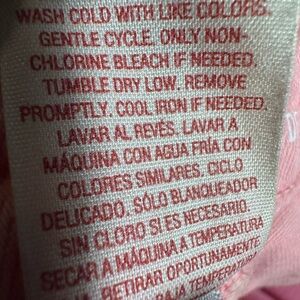 WASH COLD WITH LIKE COLORS.
GENTLE CYCLE. ONLY NON-
CHLORINE BLEACH IF NEEDED.
TUMBLE DRY LOW. REMOVE
PROMPTLY. COOL IRON IF NEEDED.
LAVAR AL REVÉS. LAVAR A
MÁQUINA CON AGUA FRÍA CON
COLORES SIMILARES. CICLO
DELICADO. SÓLO BLANQUEADOR
SIN CLORO SI ES NECESARIO.
SECAR A MÁQUINA A TEMPERATURA
RETIRAR OPORTUNAMENTE.
BAJA TEMPERATURA